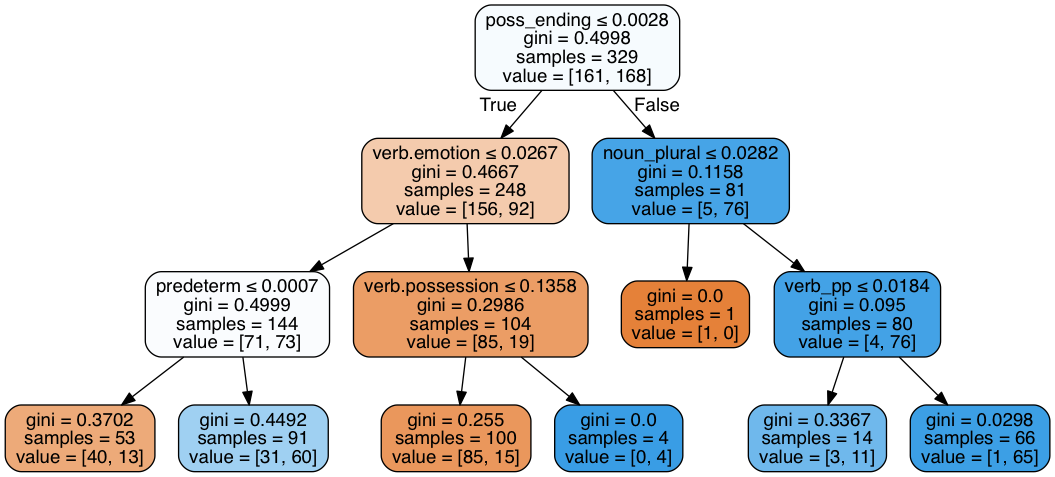 poss_ending ≤ 0.0028
gini = 0.4998
samples = 329
value = [161, 168]
True
False
verb.emotion ≤ 0.0267
gini = 0.4667
samples = 248
value = [156, 92]
noun_plural ≤ 0.0282
gini = 0.1158
samples = 81
value = [5, 76]
predeterm ≤ 0.0007
gini = 0.4999
samples = 144
value = [71, 73]
verb.possession ≤ 0.1358
gini = 0.2986
samples = 104
value = [85, 19]
gini = 0.0
samples = 1
value = [1, 0]
verb_pp ≤ 0.0184
gini = 0.095
samples = 80
value = [4, 76]
gini = 0.3702
samples = 53
value = [40, 13]
gini = 0.4492
samples = 91
value = [31, 60]
gini = 0.255
samples = 100
value = [85, 15]
gini = 0.0
samples = 4
value = [0, 4]
gini = 0.3367
samples = 14
value = [3, 11]
gini = 0.0298
samples = 66
value = [1, 65]